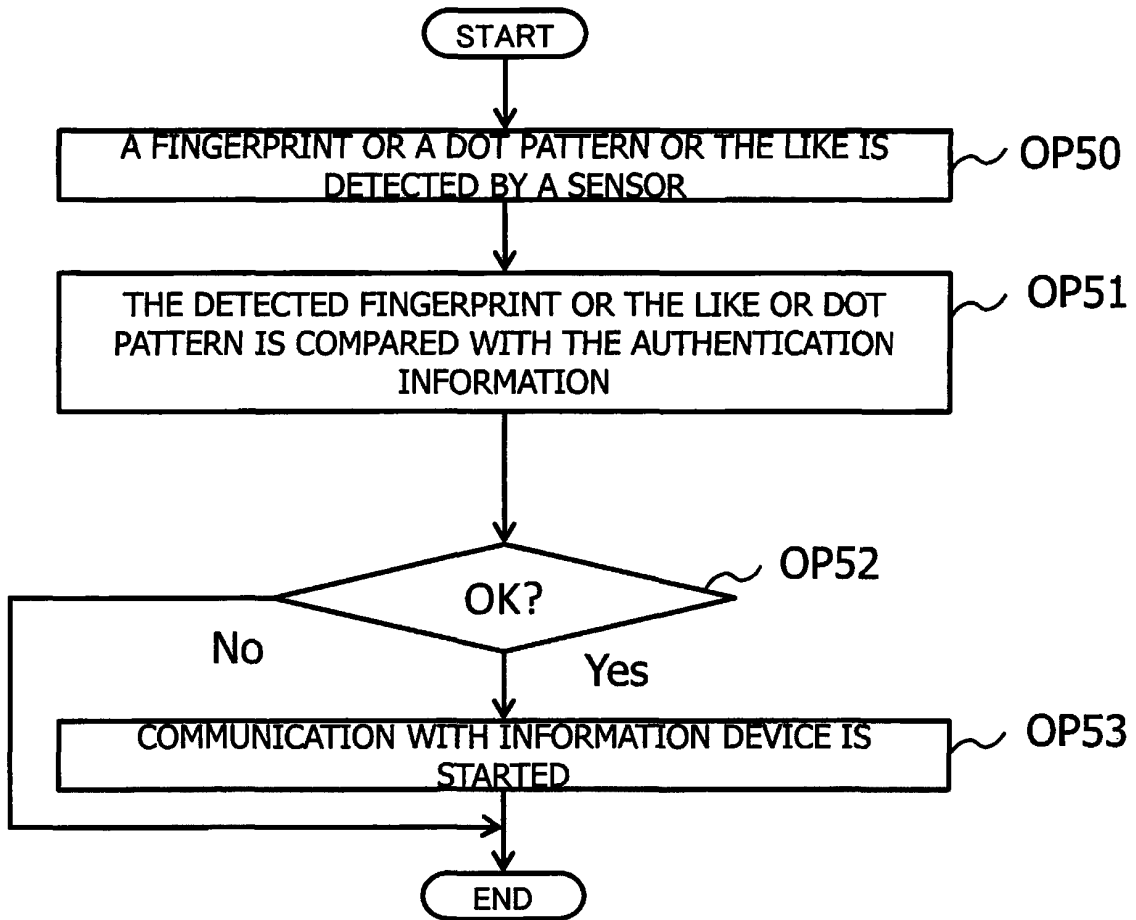 START
A FINGERPRINT OR A DOT PATTERN OR THE LIKE IS
DETECTED BY A SENSOR
OP50
THE DETECTED FINGERPRINT OR THE LIKE OR DOT
PATTERN IS COMPARED WITH THE AUTHENTICATION
INFORMATION
OP51
OK?
OP52
No
Yes
COMMUNICATION WITH INFORMATION DEVICE IS
STARTED
OP53
END